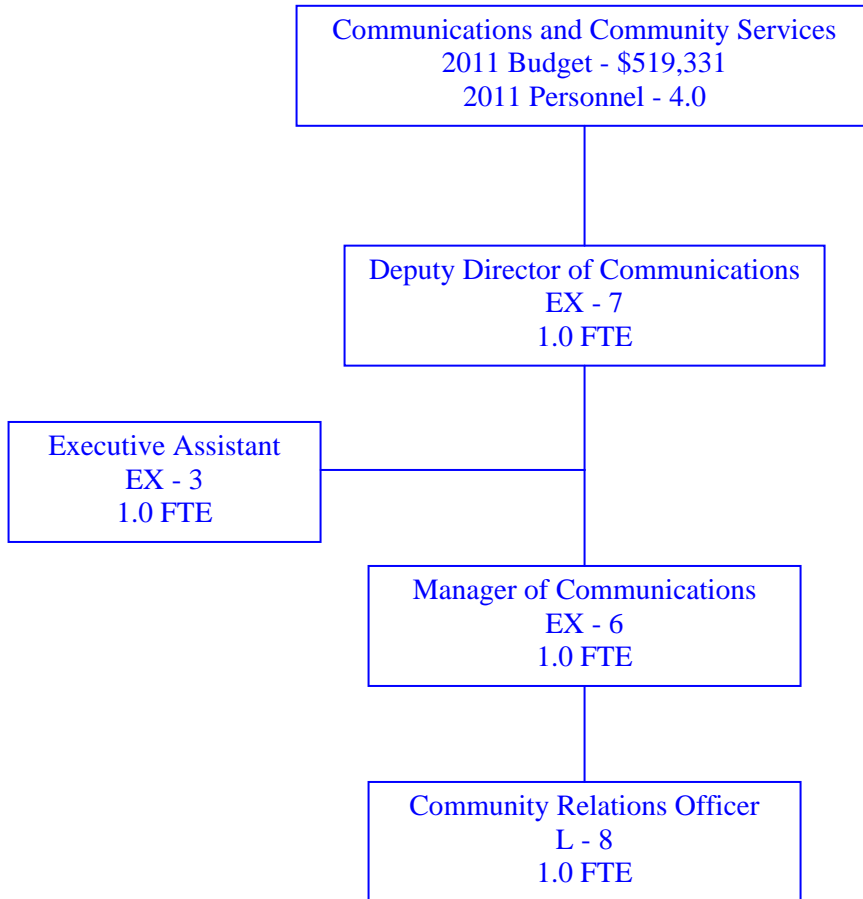 Communications and Community Services
2011 Budget - $519,331
2011 Personnel - 4.0
Deputy Director of Communications
EX - 7
1.0 FTE
Executive Assistant
EX - 3
1.0 FTE
Manager of Communications
EX - 6
1.0 FTE
Community Relations Officer
L - 8
1.0 FTE